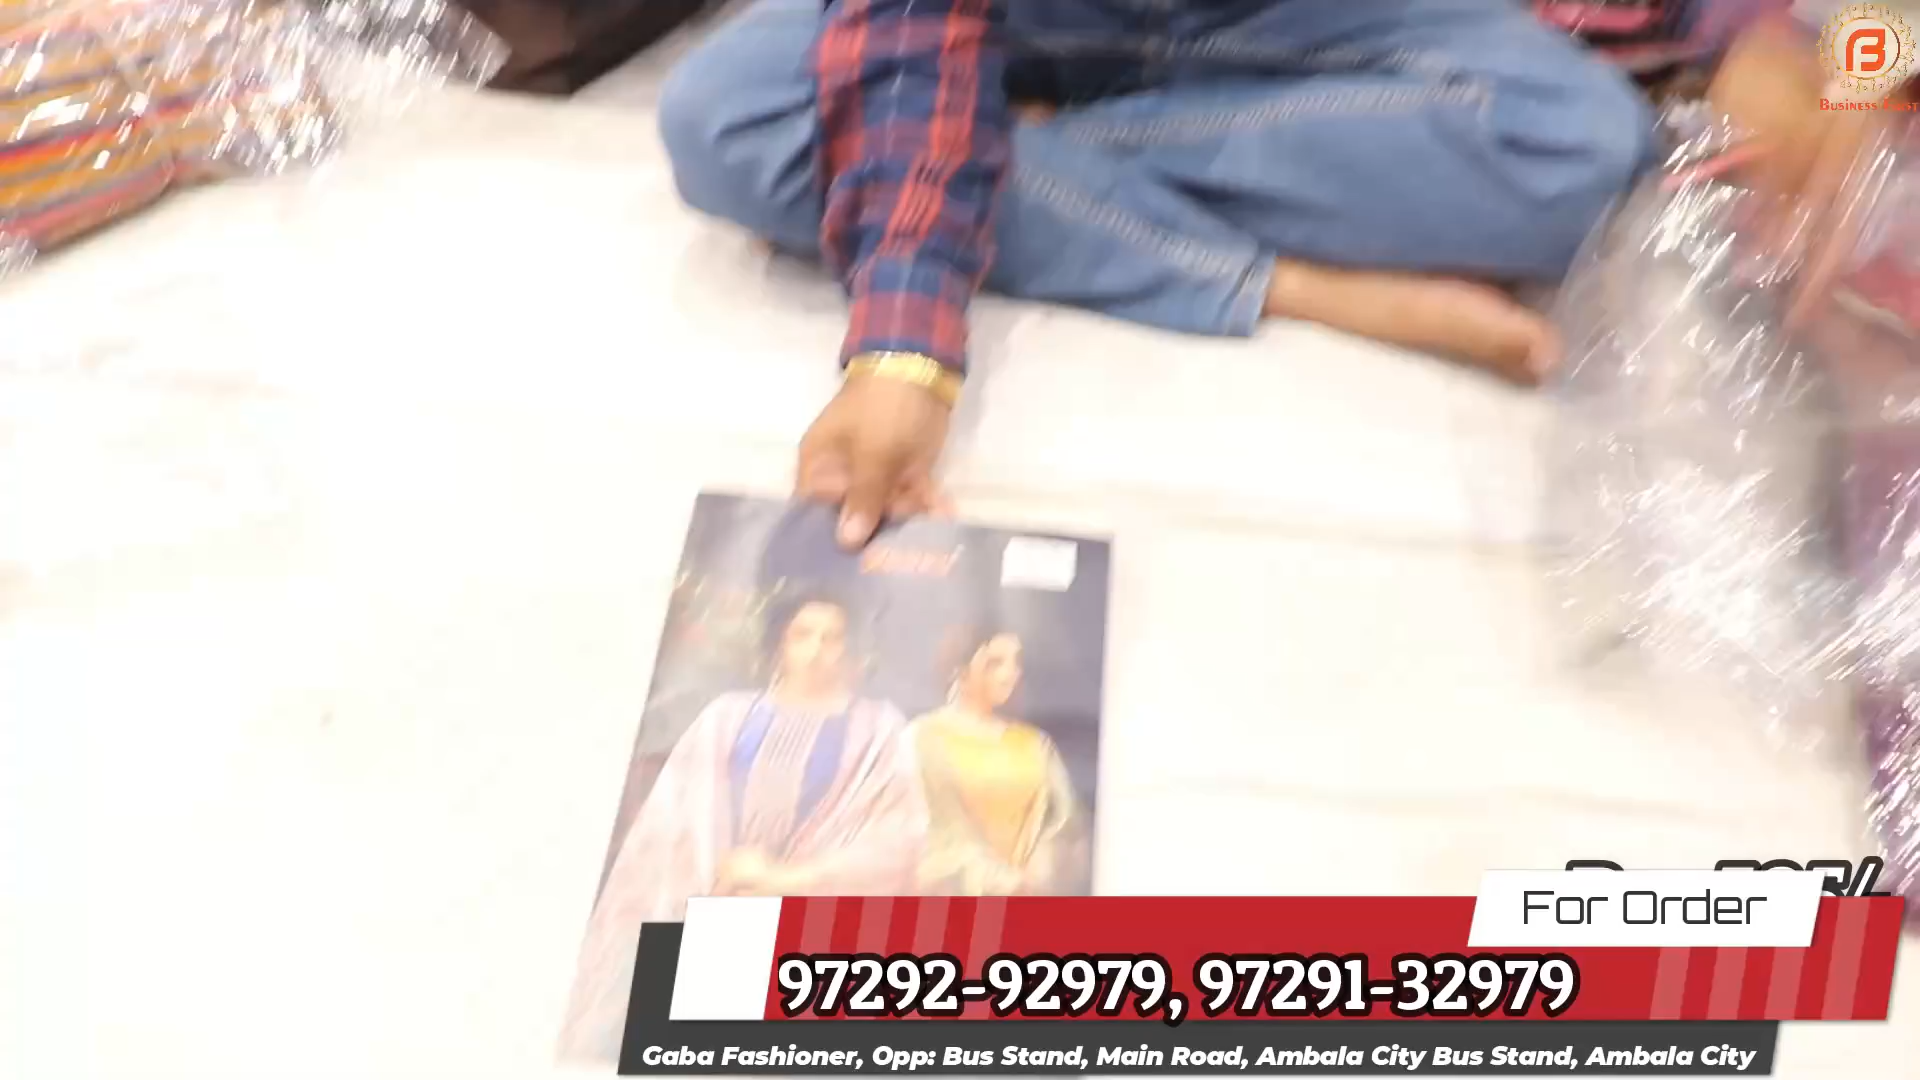 B
BUSINESS
For Order
97292-92979, 97291-32979
Gaba Fashioner, Opp: Bus Stand, Main Road, Ambala City Bus Stand, Ambala City